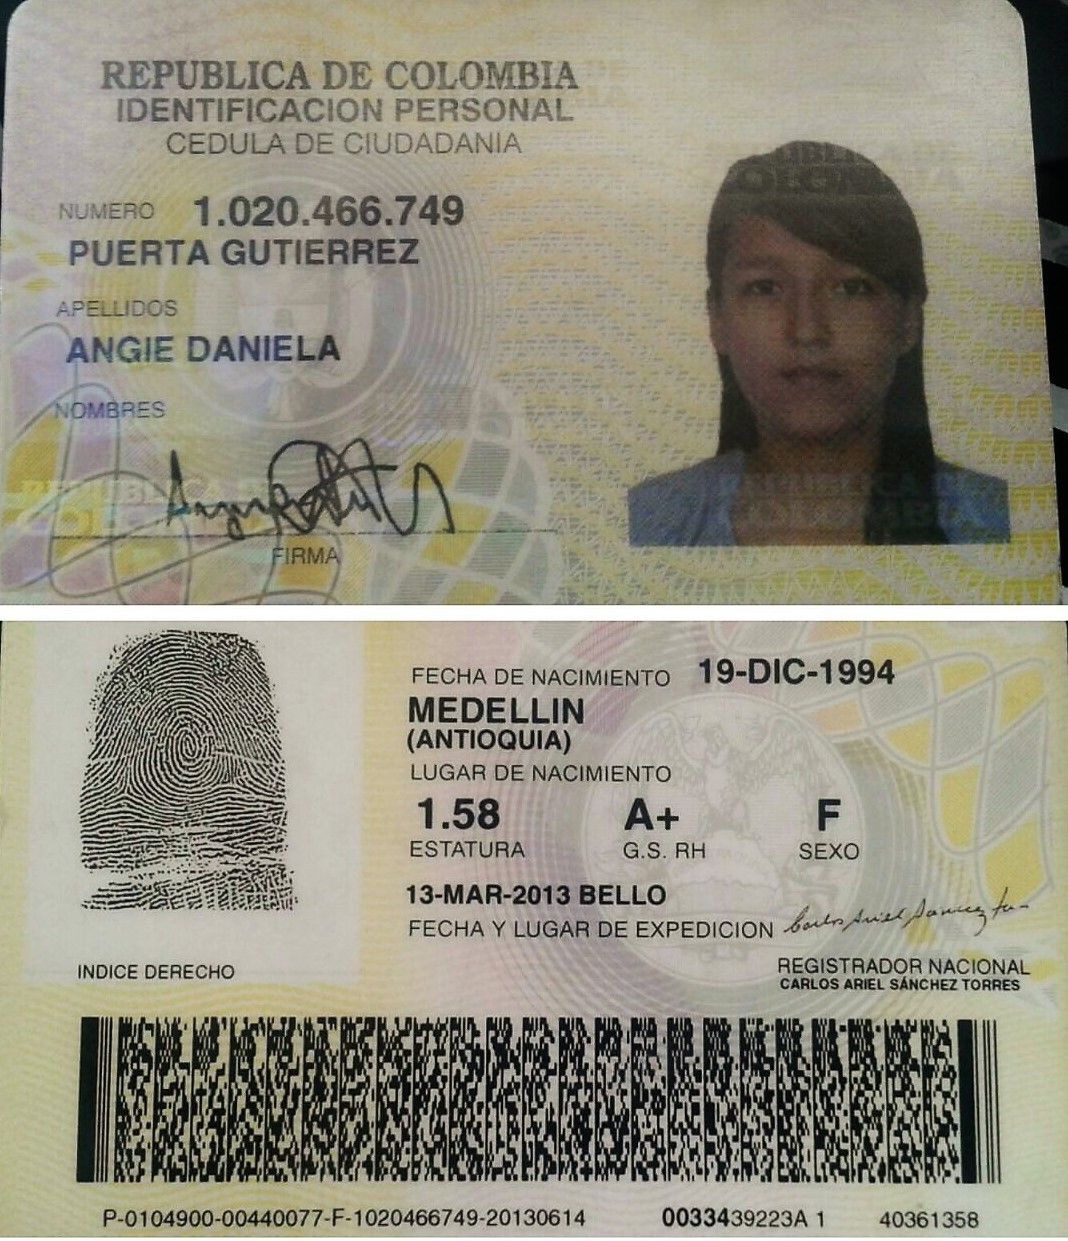 REPUBLICA DE COLOMBIA
IDENTIFICACION PERSONAL
CEDULA DE CIUDADANIA
NUMERO 1.020.466.749
PUERTA GUTIERREZ
APELLIDOS
ANGIE DANIELA
NOMBRES
FIRMA
FECHA DE NACIMIENTO 19-DIC-1994
MEDELLIN
(ANTIOQUIA)
LUGAR DE NACIMIENTO
1.58 A+ F
ESTATURA G.S. RH SEXO
13-MAR-2013 BELLO
FECHA Y LUGAR DE EXPEDICION
INDICE DERECHO
REGISTRADOR NACIONAL
CARLOS ARIEL SÁNCHEZ TORRES
P-0104900-00440077-F-1020466749-20130614 0033439223A 1 40361358